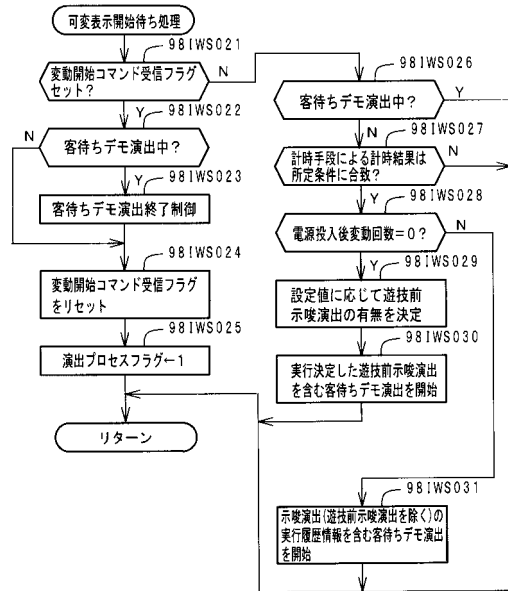 可変表示開始待ち処理
98IWS021
変動開始コマンド受信フラグ
セット?
N
Y
98IWS022
N
客待ちデモ演出中?
Y
98IWS023
客待ちデモ演出終了制御
98IWS024
変動開始コマンド受信フラグ
をリセット
98IWS025
演出プロセスフラグ←1
リターン
98IWS026
客待ちデモ演出中?
Y
N
98IWS027
計時手段による計時結果は
所定条件に合致?
N
Y
98IWS028
電源投入後変動回数=0?
N
Y
98IWS029
設定値に応じて遊技前
示唆演出の有無を決定
98IWS030
実行決定した遊技前示唆演出
を含む客待ちデモ演出を開始
98IWS031
示唆演出(遊技前示唆演出を除く)の
実行履歴情報を含む客待ちデモ演出
を開始